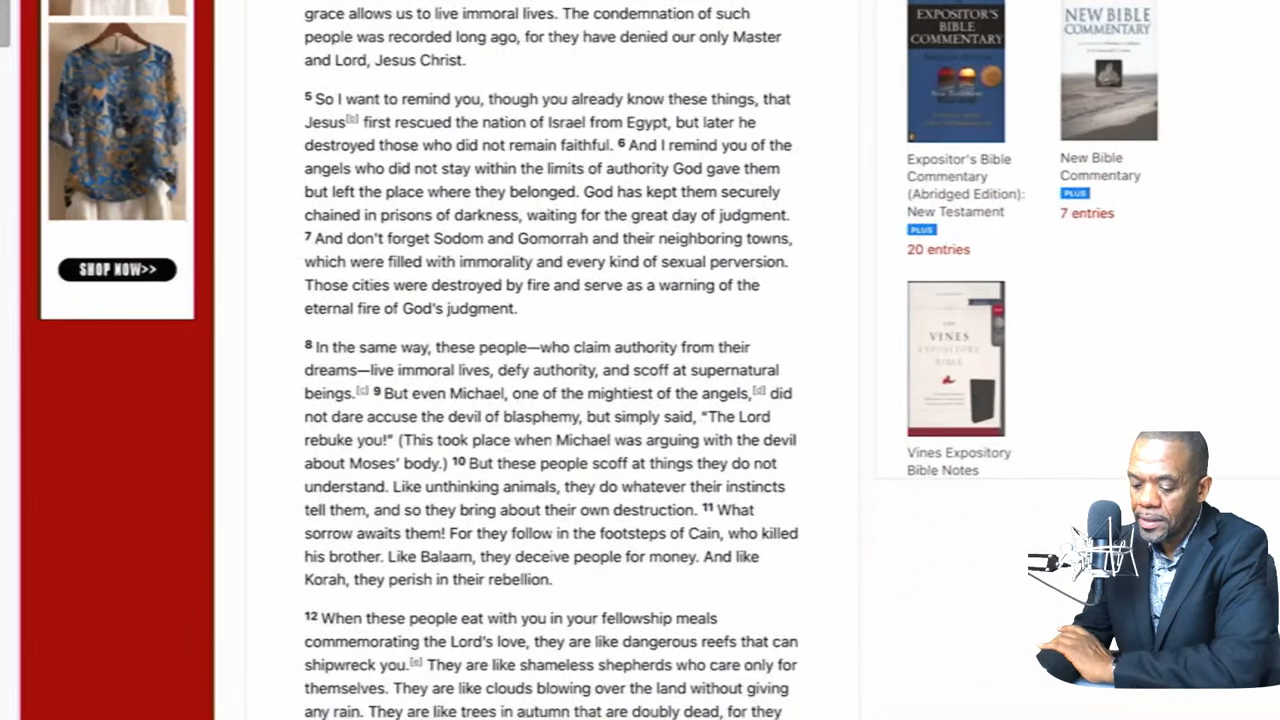 grace allows us to live immoral lives. The condemnation of such
people was recorded long ago, for they have denied our only Master
and Lord, Jesus Christ.
5 So I want to remind you, though you already know these things, that
Jesus[b] first rescued the nation of Israel from Egypt, but later he
destroyed those who did not remain faithful. 6 And I remind you of the
angels who did not stay within the limits of authority God gave them
but left the place where they belonged. God has kept them securely
chained in prisons of darkness, waiting for the great day of judgment.
7 And don't forget Sodom and Gomorrah and their neighboring towns,
which were filled with immorality and every kind of sexual perversion.
Those cities were destroyed by fire and serve as a warning of the
eternal fire of God's judgment.
8 In the same way, these people—who claim authority from their
dreams—live immoral lives, defy authority, and scoff at supernatural
beings.[c] 9 But even Michael, one of the mightiest of the angels,[d] did
not dare accuse the devil of blasphemy, but simply said, “The Lord
rebuke you!” (This took place when Michael was arguing with the devil
about Moses’ body.) 10 But these people scoff at things they do not
understand. Like unthinking animals, they do whatever their instincts
tell them, and so they bring about their own destruction. 11 What
sorrow awaits them! For they follow in the footsteps of Cain, who killed
his brother. Like Balaam, they deceive people for money. And like
Korah, they perish in their rebellion.
12 When these people eat with you in your fellowship meals
commemorating the Lord's love, they are like dangerous reefs that can
shipwreck you.[e] They are like shameless shepherds who care only for
themselves. They are like clouds blowing over the land without giving
any rain. They are like trees in autumn that are doubly dead, for they
SHOP NOW>>
EXPOSITOR'S
BIBLE
COMMENTARY
Expositor's Bible
Commentary
(Abridged Edition):
New Testament
PLUS
20 entries
NEW BIBLE
COMMENTARY
New Bible
Commentary
PLUS
7 entries
THE
VINES
EXPOSITORY
BIBLE
Vines Expository
Bible Notes